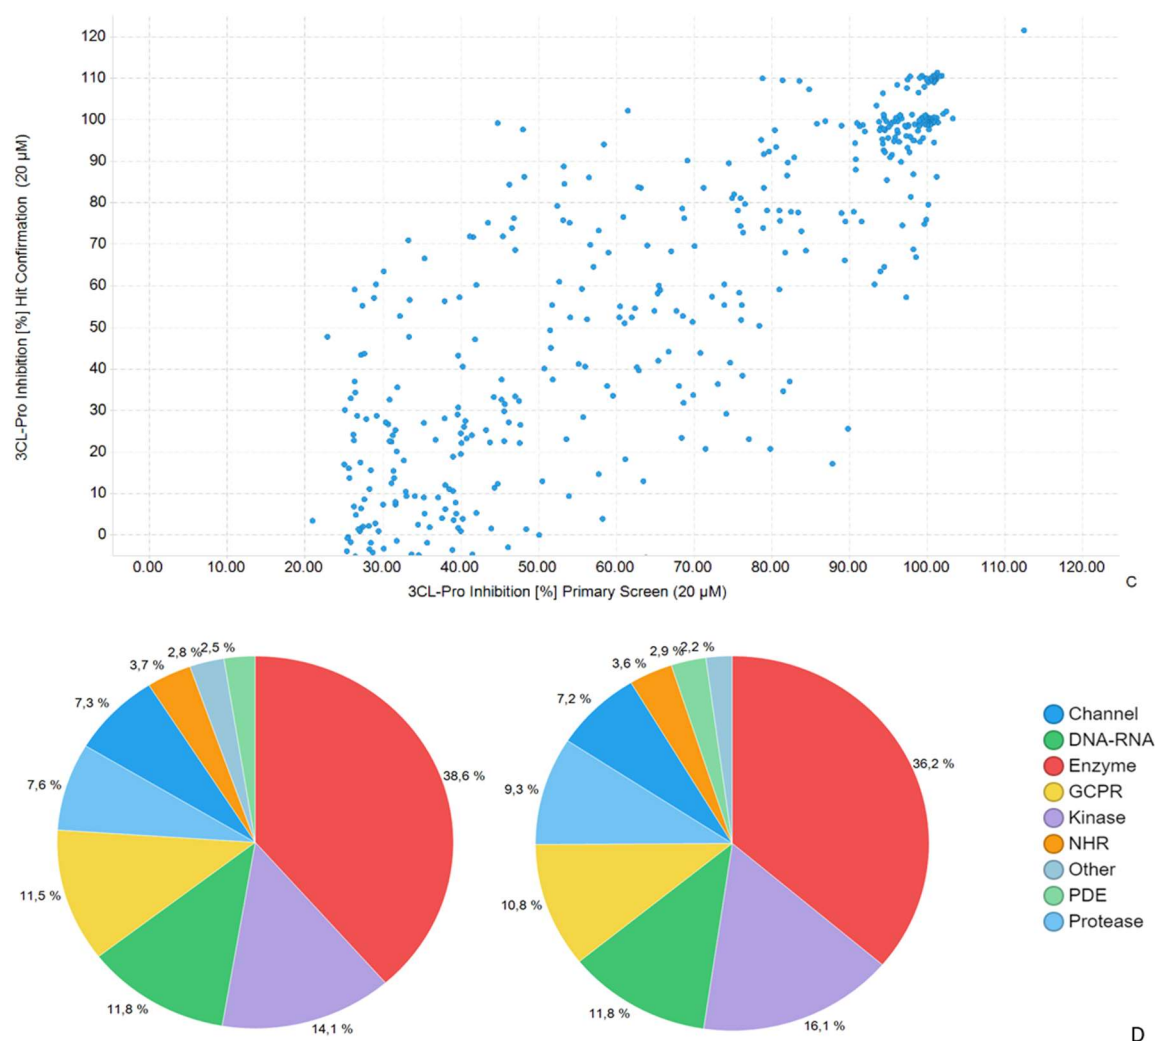 3CL-Pro Inhibition [%] Hit Confirmation (20 µM)
120
110
100
90
80
70
60
50
40
30
20
10
0
0.00 10.00 20.00 30.00 40.00 50.00 60.00 70.00 80.00 90.00 100.00 110.00 120.00
3CL-Pro Inhibition [%] Primary Screen (20 µM)
C
2,8 % 2,5 %
3,7 %
7,3 %
7,6 %
11,5 %
11,8 %
14,1 %
38,6 %
2,9 % 2,2 %
3,6 %
7,2 %
9,3 %
10,8 %
11,8 %
16,1 %
36,2 %
Channel
DNA-RNA
Enzyme
GCPR
Kinase
NHR
Other
PDE
Protease
D